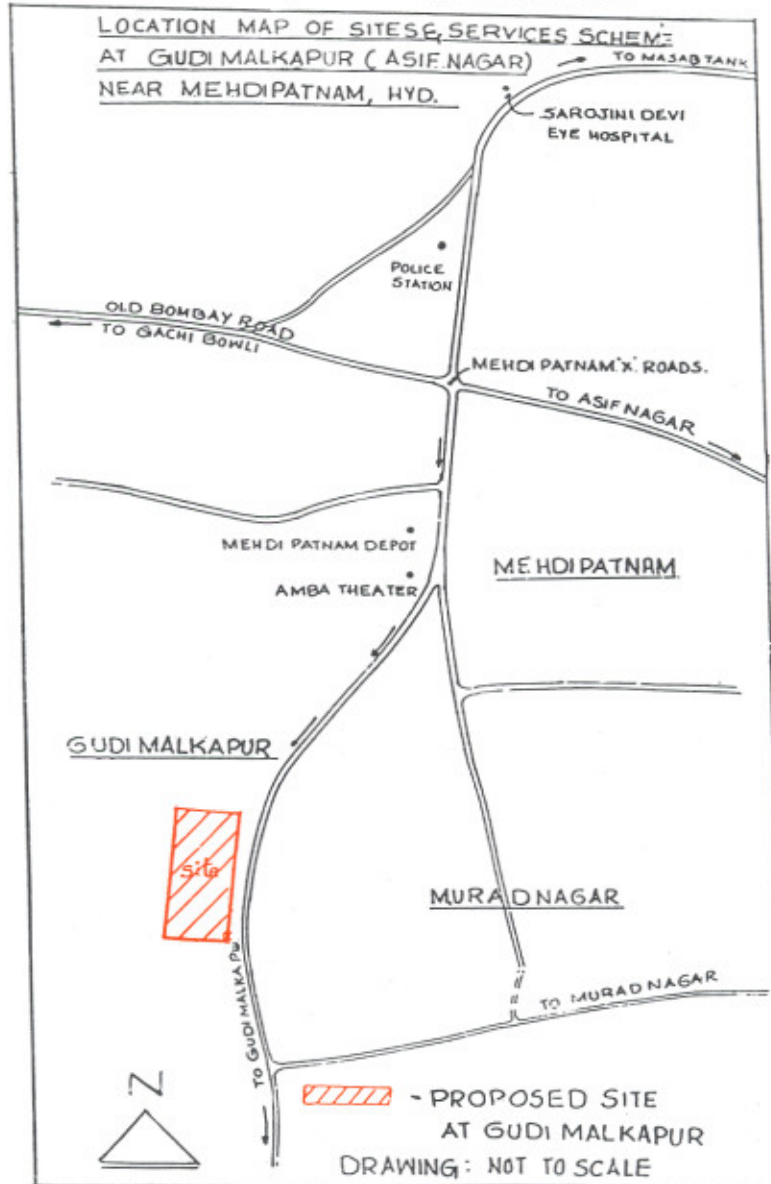 LOCATION MAP OF SITES & SERVICES SCHEME
AT GUDI MALKAPUR (ASIF.NAGAR)
NEAR MEHDIPATNAM, HYD.
TO MASAB TANK
SAROJINI DEVI
EYE HOSPITAL
POLICE
STATION
OLD BOMBAY ROAD
TO GACHI BOWLI
MEHDI PATNAM "X" ROADS.
TO ASIF NAGAR
MEHDI PATNAM DEPOT
AMBA THEATER
MEHDIPATNAM
GUDI MALKAPUR
site
MURADNAGAR
TO GUDI MALKAPU
TO MURAD NAGAR
N
- PROPOSED SITE
AT GUDI MALKAPUR
DRAWING: NOT TO SCALE